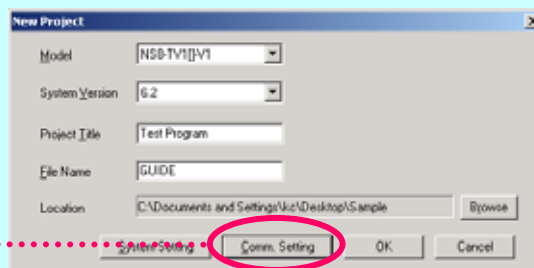 New Project
Model NS8-TV1[]-V1
System Version 6.2
Project Title Test Program
File Name GUIDE
Location C:\Documents and Settings\kc\Desktop\Sample Browse
System Setting Comm. Setting OK Cancel